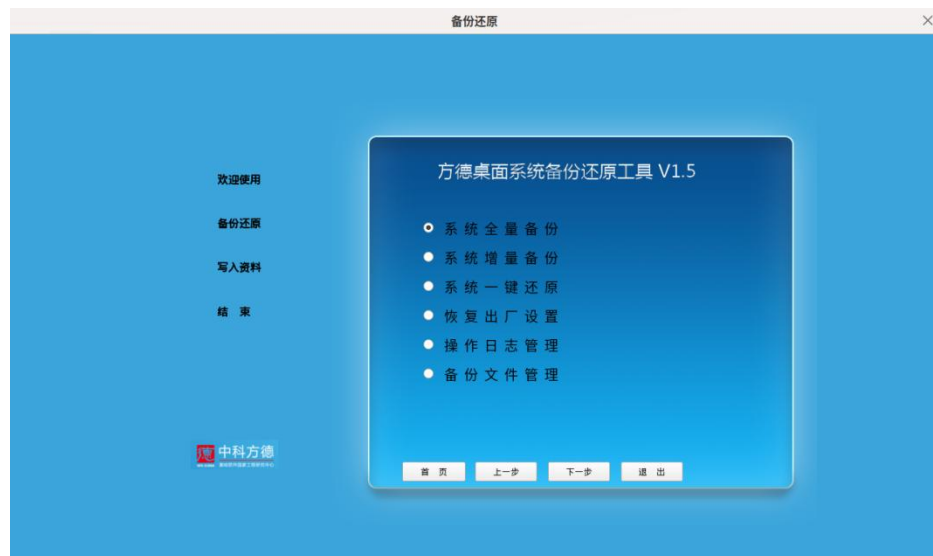 备份还原
欢迎使用
备份还原
写入资料
结 束
中科方德
方德桌面系统备份还原工具 V1.5
系统全量备份
系统增量备份
系统一键还原
恢复出厂设置
操作日志管理
备份文件管理
首 页 上一步 下一步 退 出